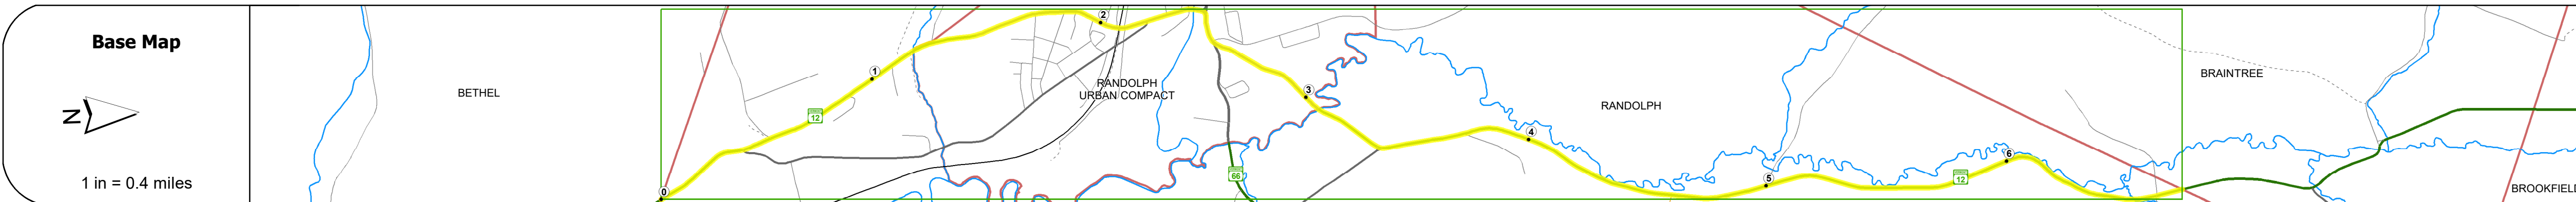 Base Map
N
1 in = 0.4 miles
BETHEL
0
12
1
2
RANDOLPH
URBAN COMPACT
66
3
4
RANDOLPH
5
12
6
BRAINTREE
BROOKFIELD